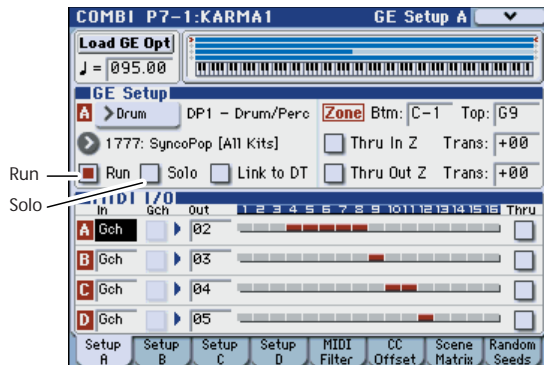 COMBI P7-1:KARMA1 GE Setup A
Load GE Opt
♩ = 095.00
GE Setup
A >Drum DP1 - Drum/Perc Zone Btm: C-1 Top: G9
1777: SyncoPop [All Kits] Thru In Z Trans: +00
Run Solo Link to DT Thru Out Z Trans: +00
Run
Solo
MIDI I/O
In Gch Out 1 2 3 4 5 6 7 8 9 10 11 12 13 14 15 16 Thru
A Gch 02
B Gch 03
C Gch 04
D Gch 05
Setup A Setup B Setup C Setup D MIDI Filter CC Offset Scene Matrix Random Seeds